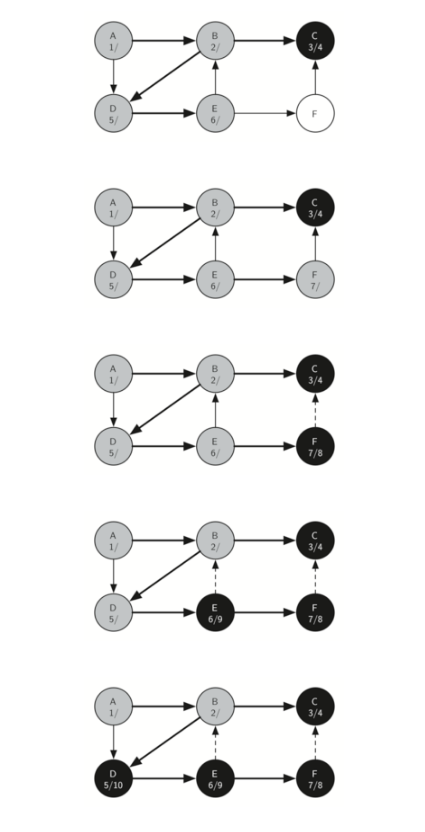 A B C
1/ 2/ 3/4
D E F
5/ 6/
A B C
1/ 2/ 3/4
D E F
5/ 6/ 7/
A B C
1/ 2/ 3/4
D E F
5/ 6/ 7/8
A B C
1/ 2/ 3/4
D E F
5/ 6/9 7/8
A B C
1/ 2/ 3/4
D E F
5/10 6/9 7/8